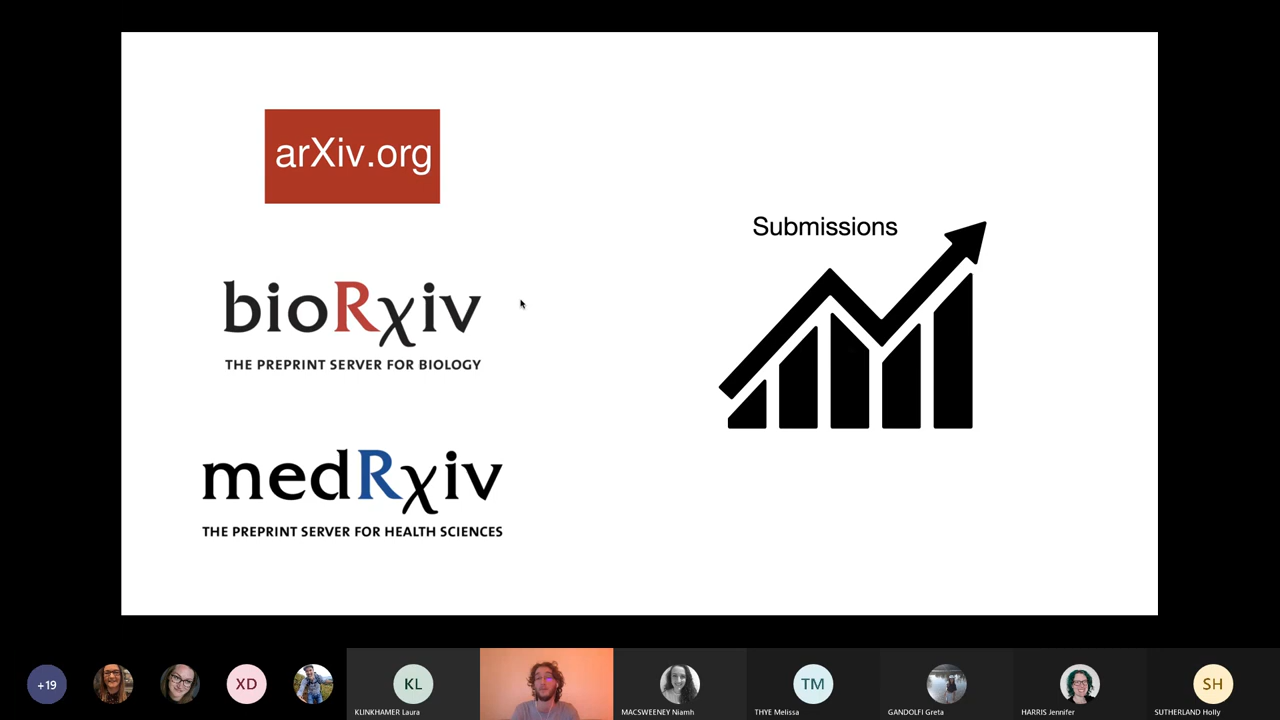 arXiv.org
bioRχiv
THE PREPRINT SERVER FOR BIOLOGY
medRχiv
THE PREPRINT SERVER FOR HEALTH SCIENCES
Submissions
+19
XD
KL
KLINKHAMER Laura
MACSWEENEY Niamh
TM
THYE Melissa
GANDOLFI Greta
HARRIS Jennifer
SH
SUTHERLAND Holly